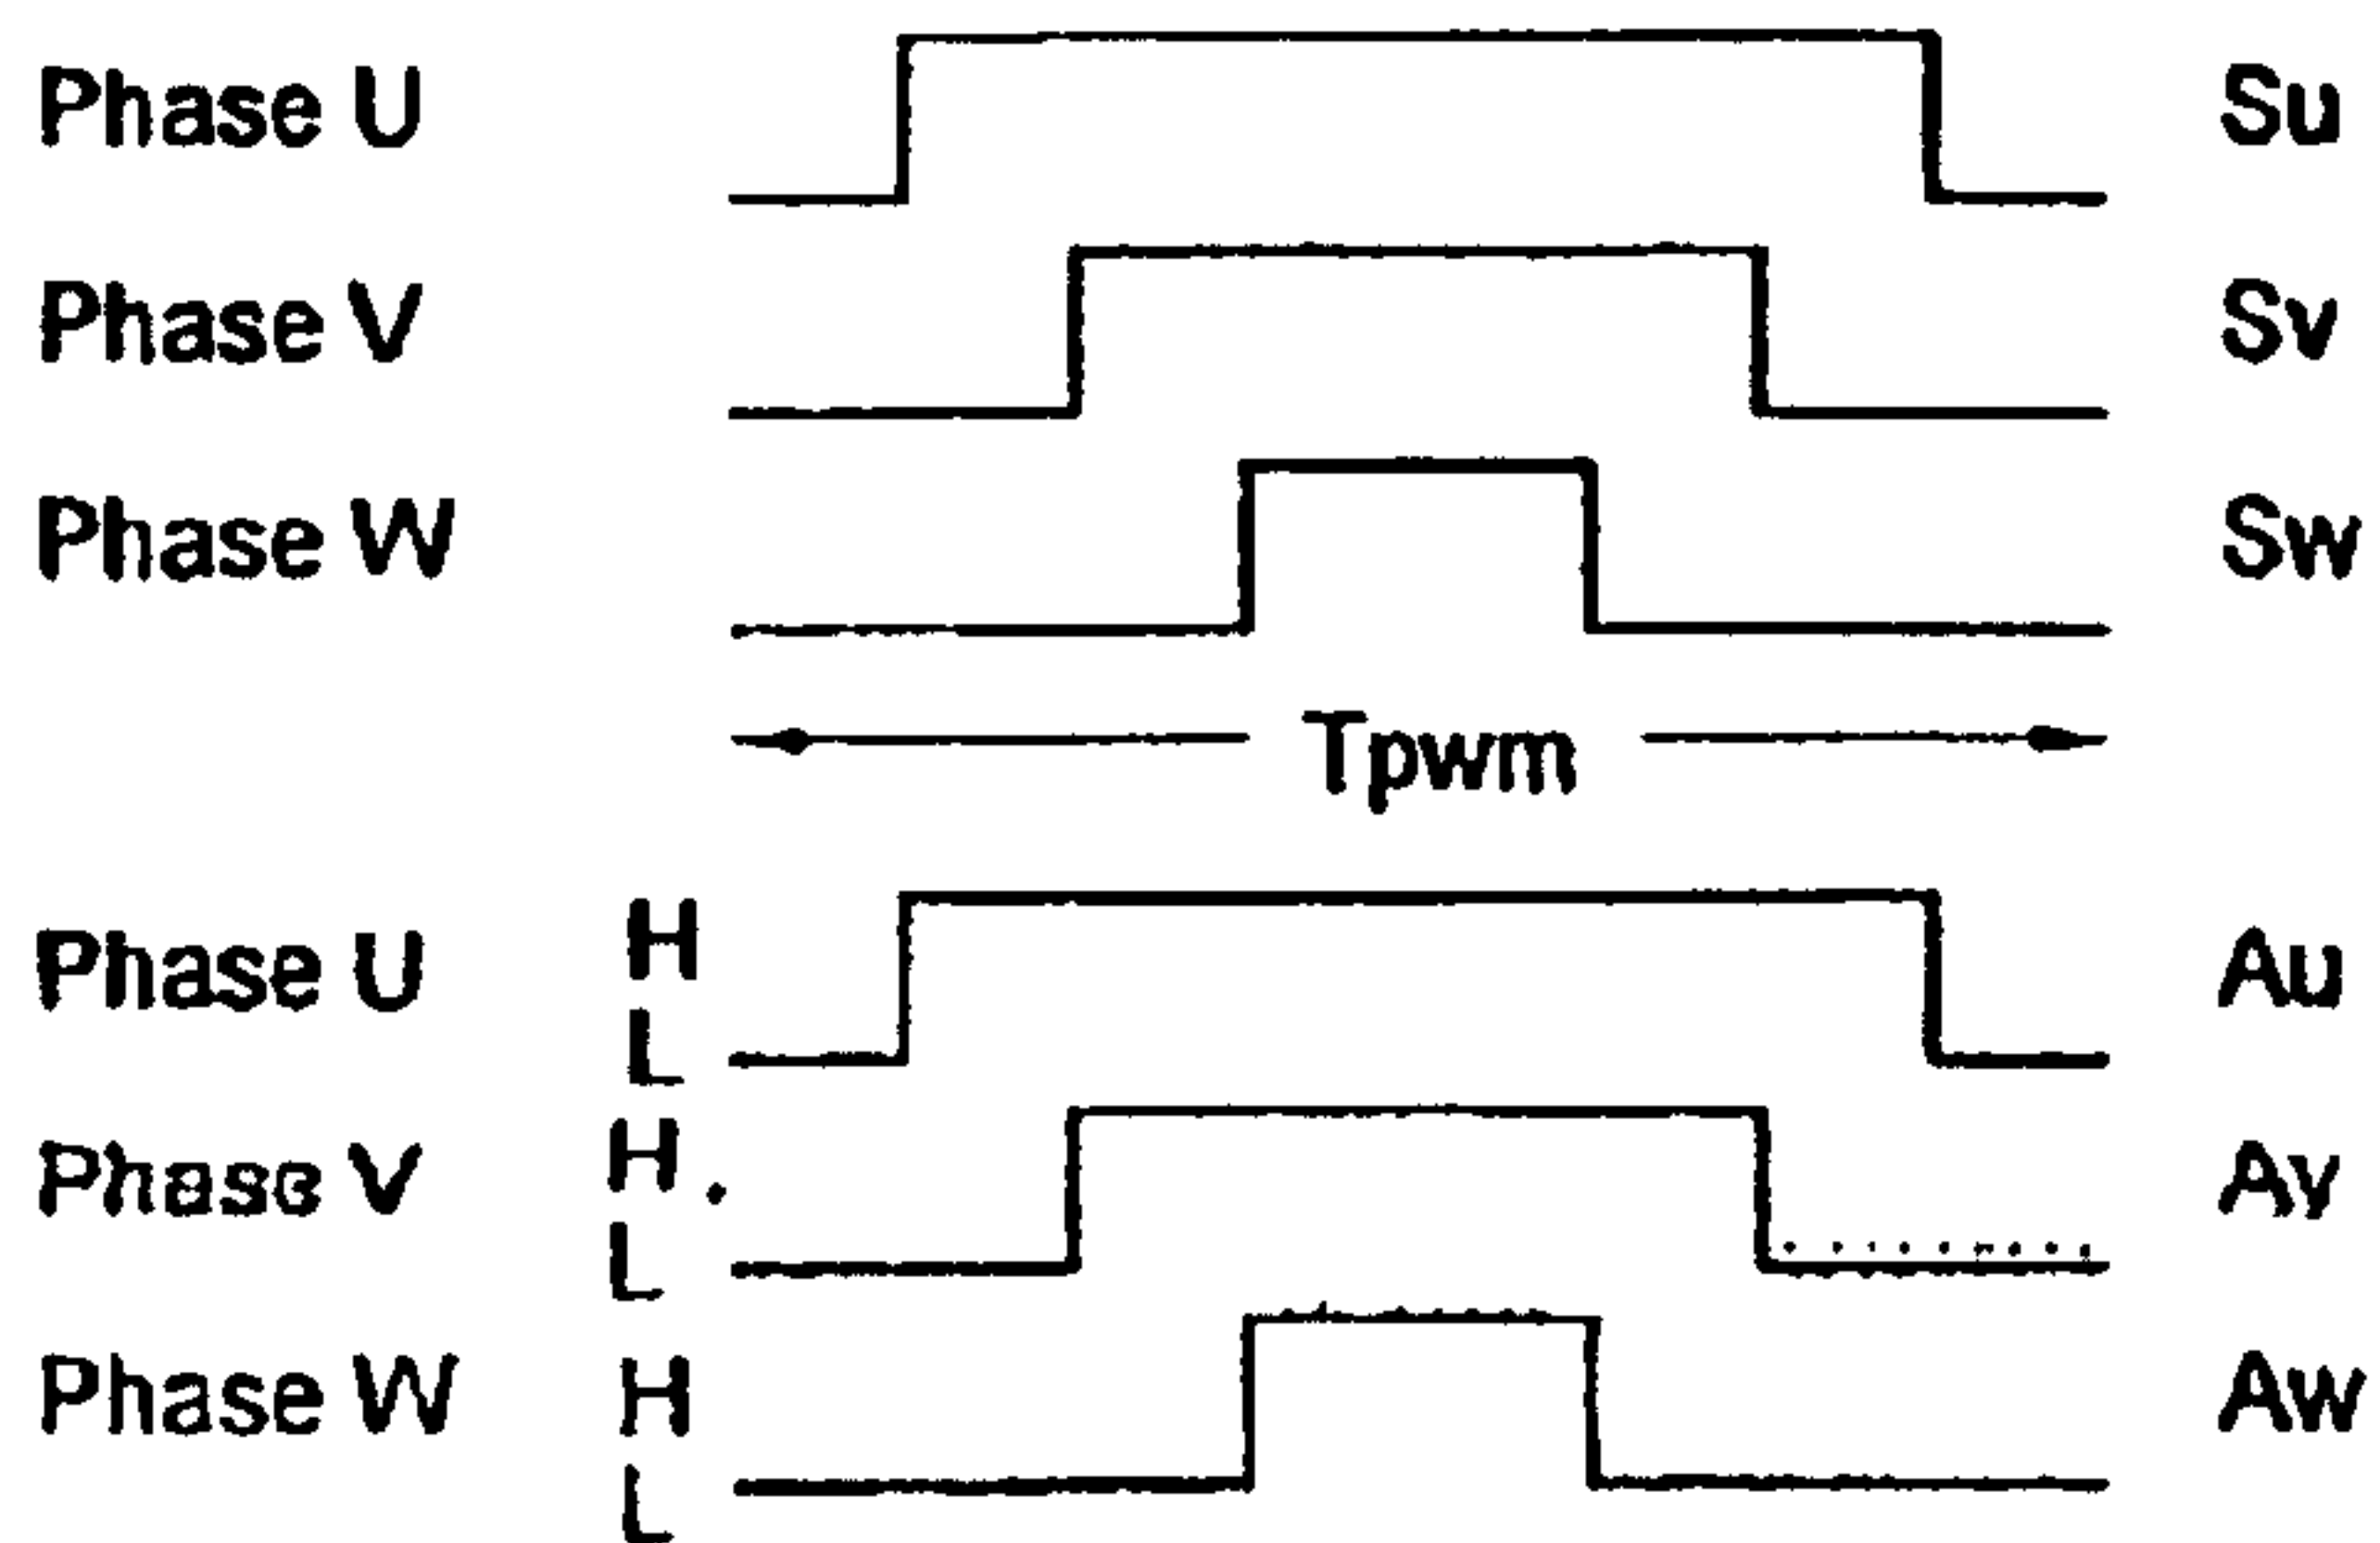 Phase U Su
Phase V Sv
Phase W Sw
Tpwm
Phase U H Au
L
Phase V H Av
L
Phase W H Aw
L